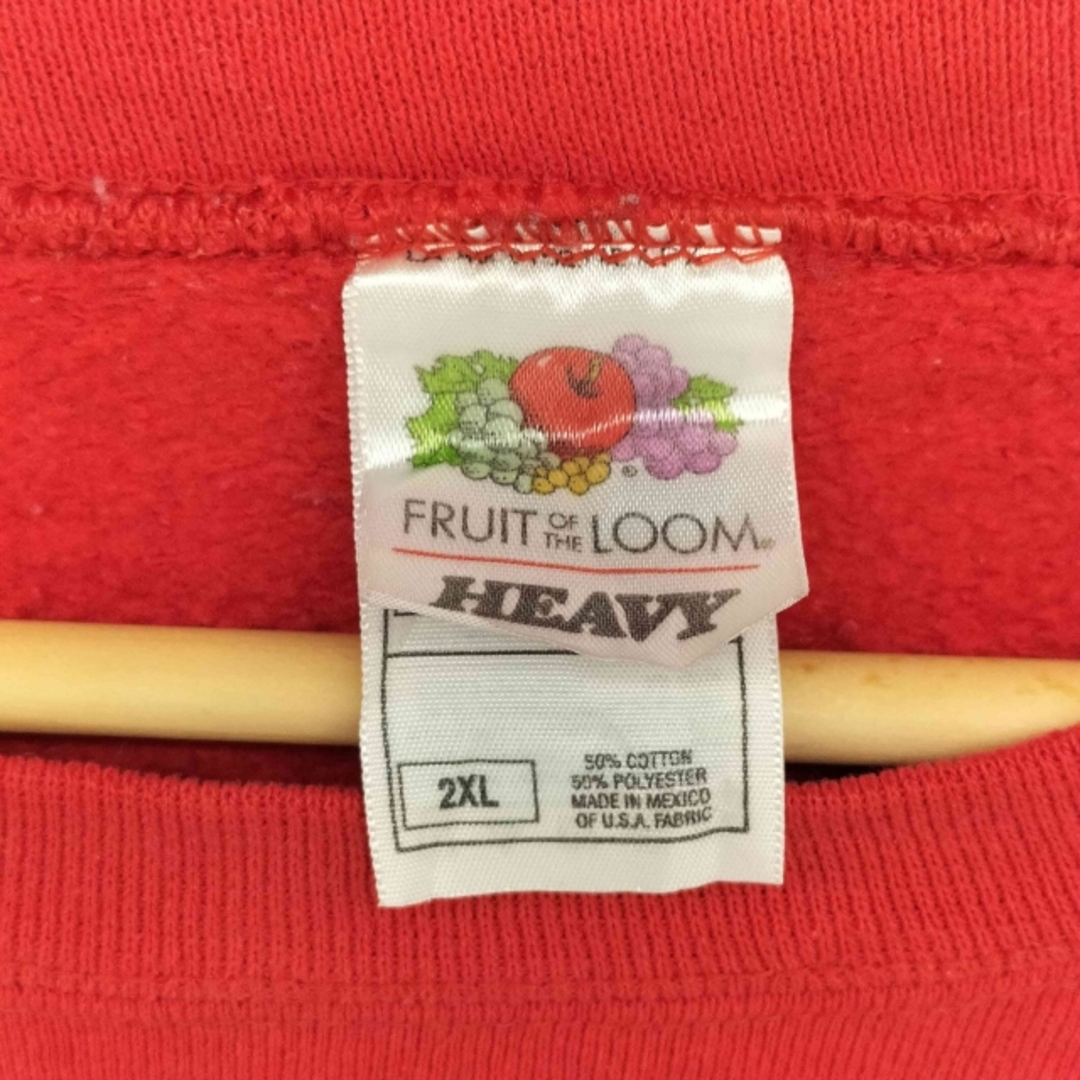 FRUIT OF THE LOOM
HEAVY
2XL
50% COTTON
50% POLYESTER
MADE IN MEXICO
OF U.S.A. FABRIC